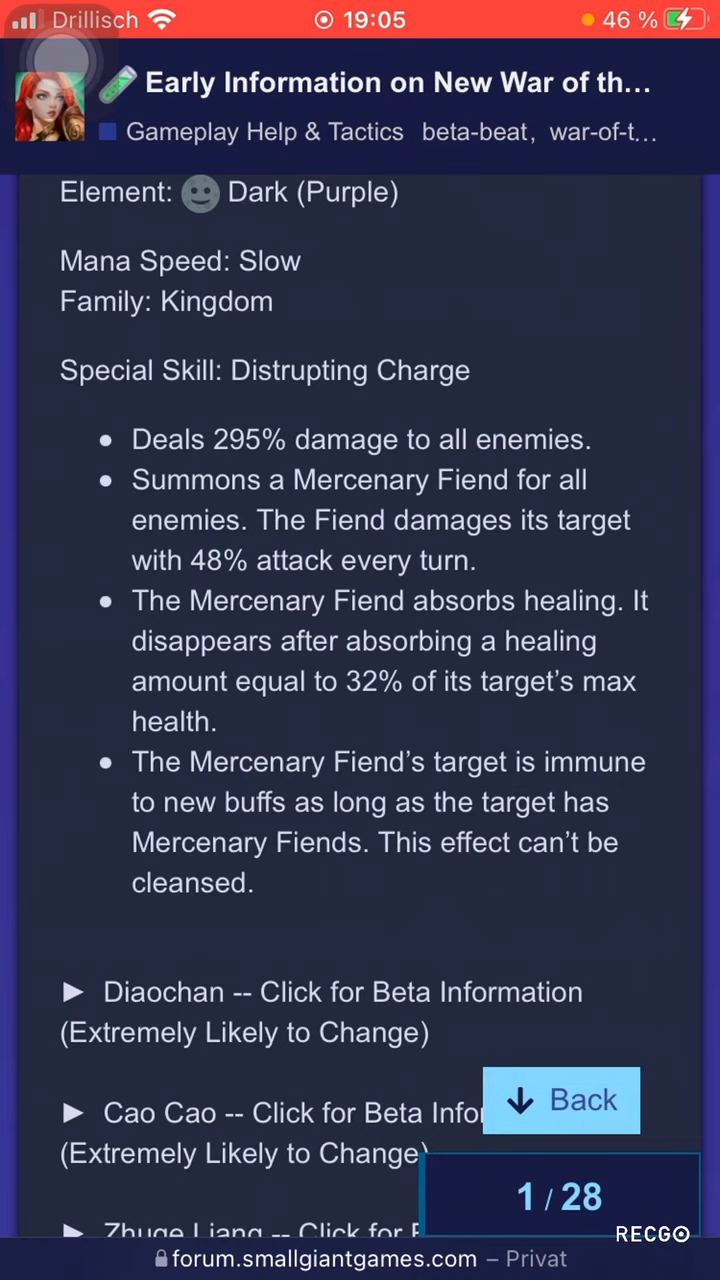 Drillisch 19:05 46 %
Early Information on New War of th...
Gameplay Help & Tactics beta-beat, war-of-t...
Element: Dark (Purple)
Mana Speed: Slow
Family: Kingdom
Special Skill: Distrupting Charge
• Deals 295% damage to all enemies.
• Summons a Mercenary Fiend for all
enemies. The Fiend damages its target
with 48% attack every turn.
• The Mercenary Fiend absorbs healing. It
disappears after absorbing a healing
amount equal to 32% of its target’s max
health.
• The Mercenary Fiend’s target is immune
to new buffs as long as the target has
Mercenary Fiends. This effect can’t be
cleansed.
► Diaochan -- Click for Beta Information
(Extremely Likely to Change)
► Cao Cao -- Click for Beta Infor
(Extremely Likely to Change)
Back
1 / 28
► Zhuge Liang -- Click for
RECGO
forum.smallgiantgames.com – Privat